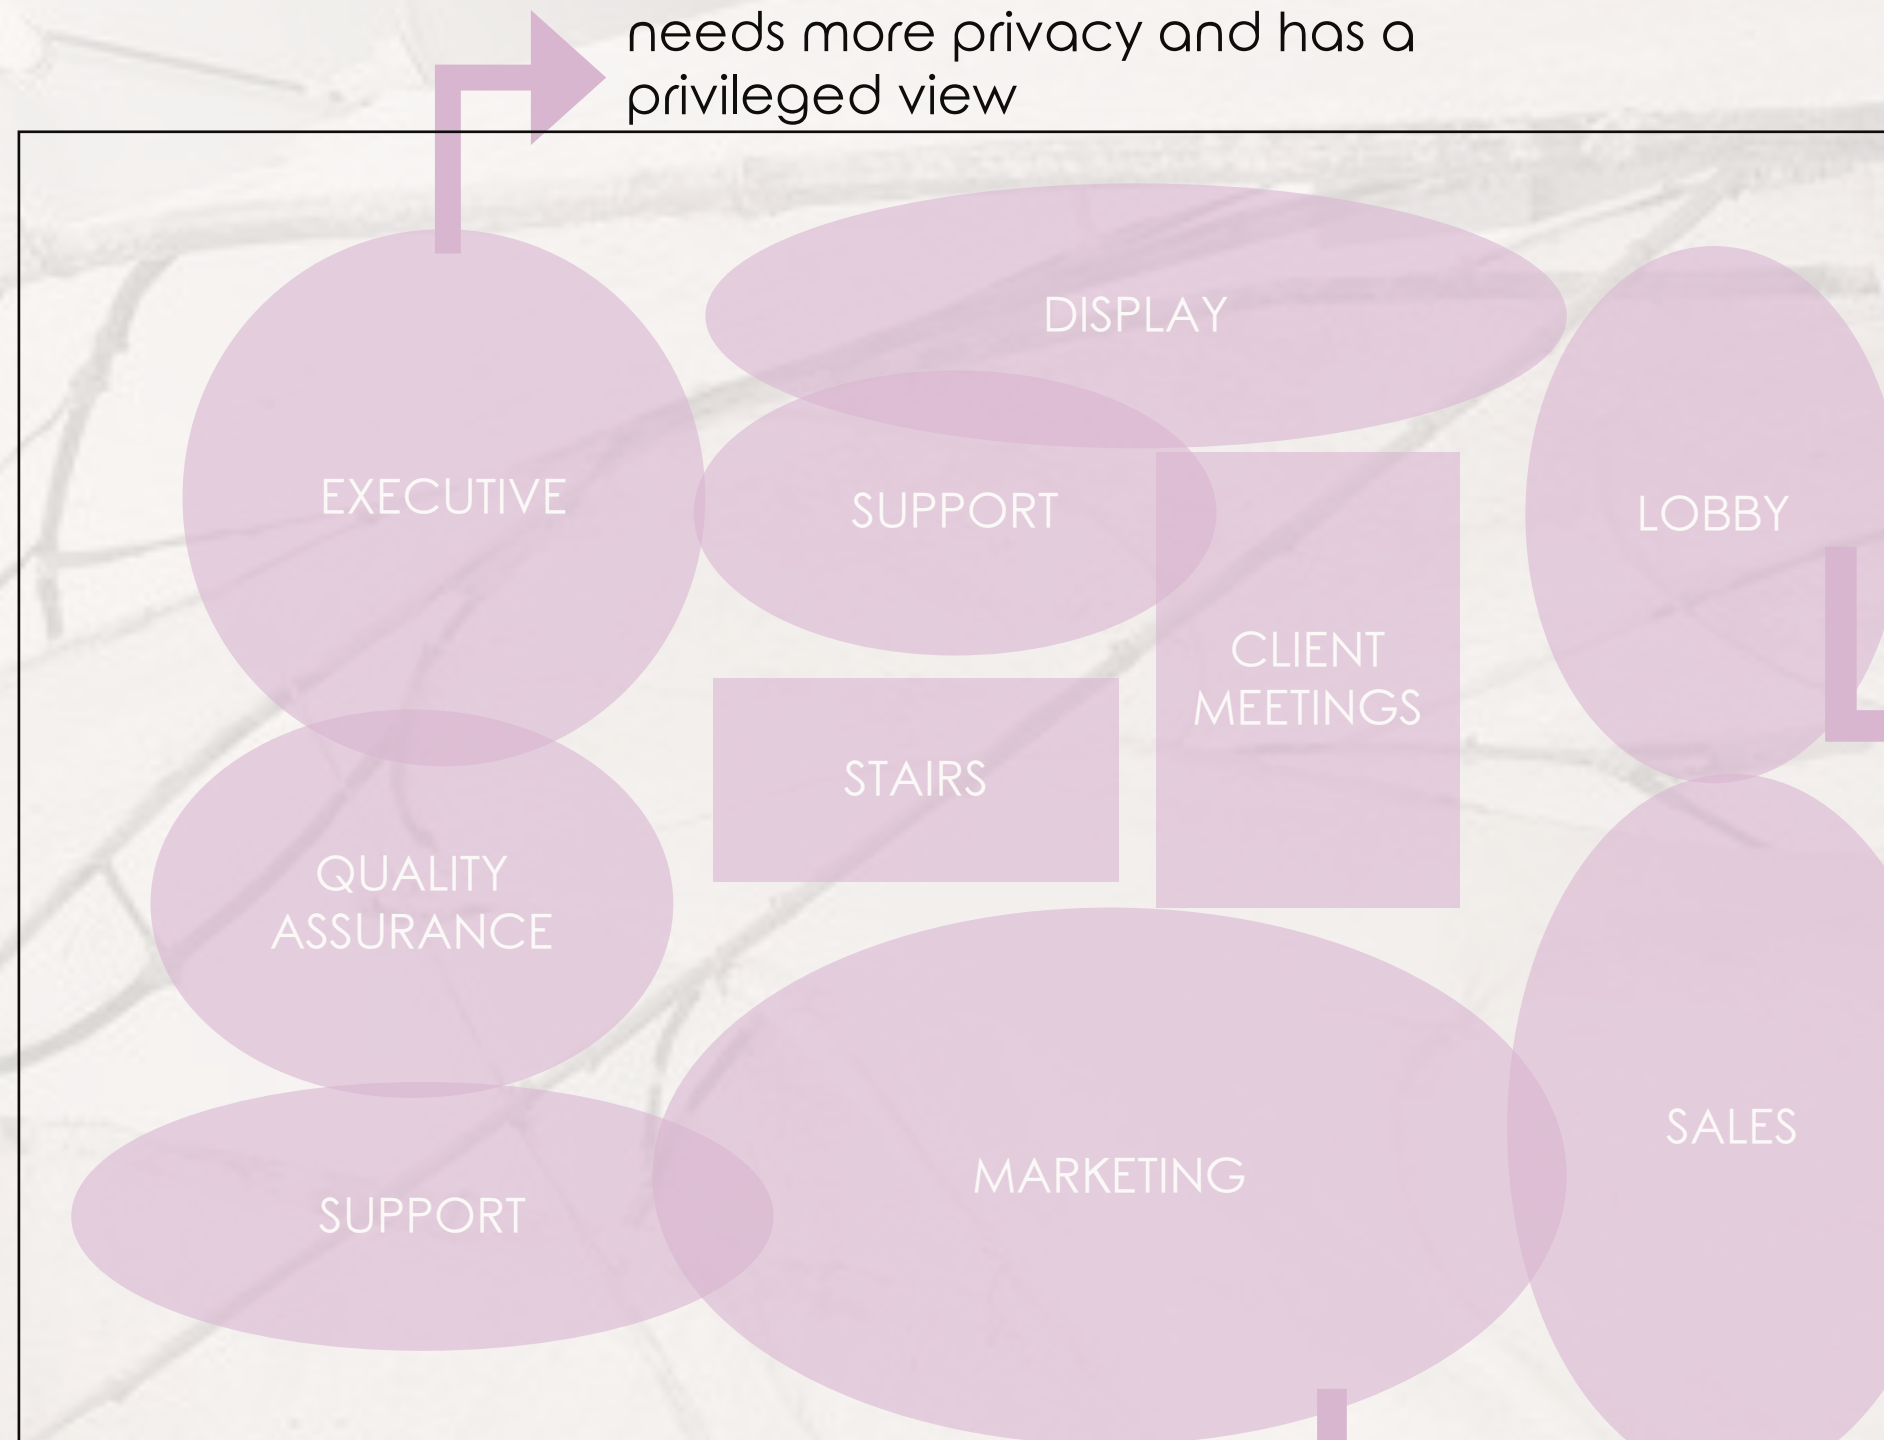 needs more privacy and has a
privileged view
DISPLAY
EXECUTIVE
SUPPORT
LOBBY
CLIENT
MEETINGS
STAIRS
QUALITY
ASSURANCE
SALES
MARKETING
SUPPORT